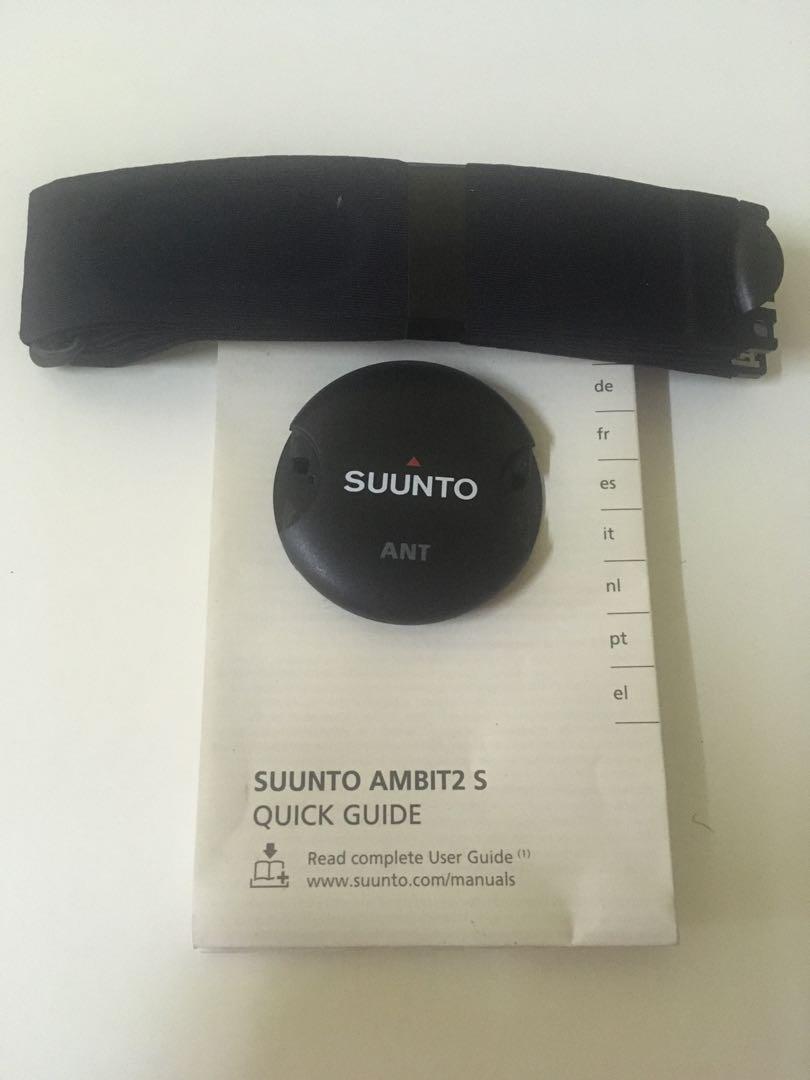 de
fr
es
it
nl
pt
el
SUUNTO
ANT
SUUNTO AMBIT2 S
QUICK GUIDE
Read complete User Guide (1)
www.suunto.com/manuals